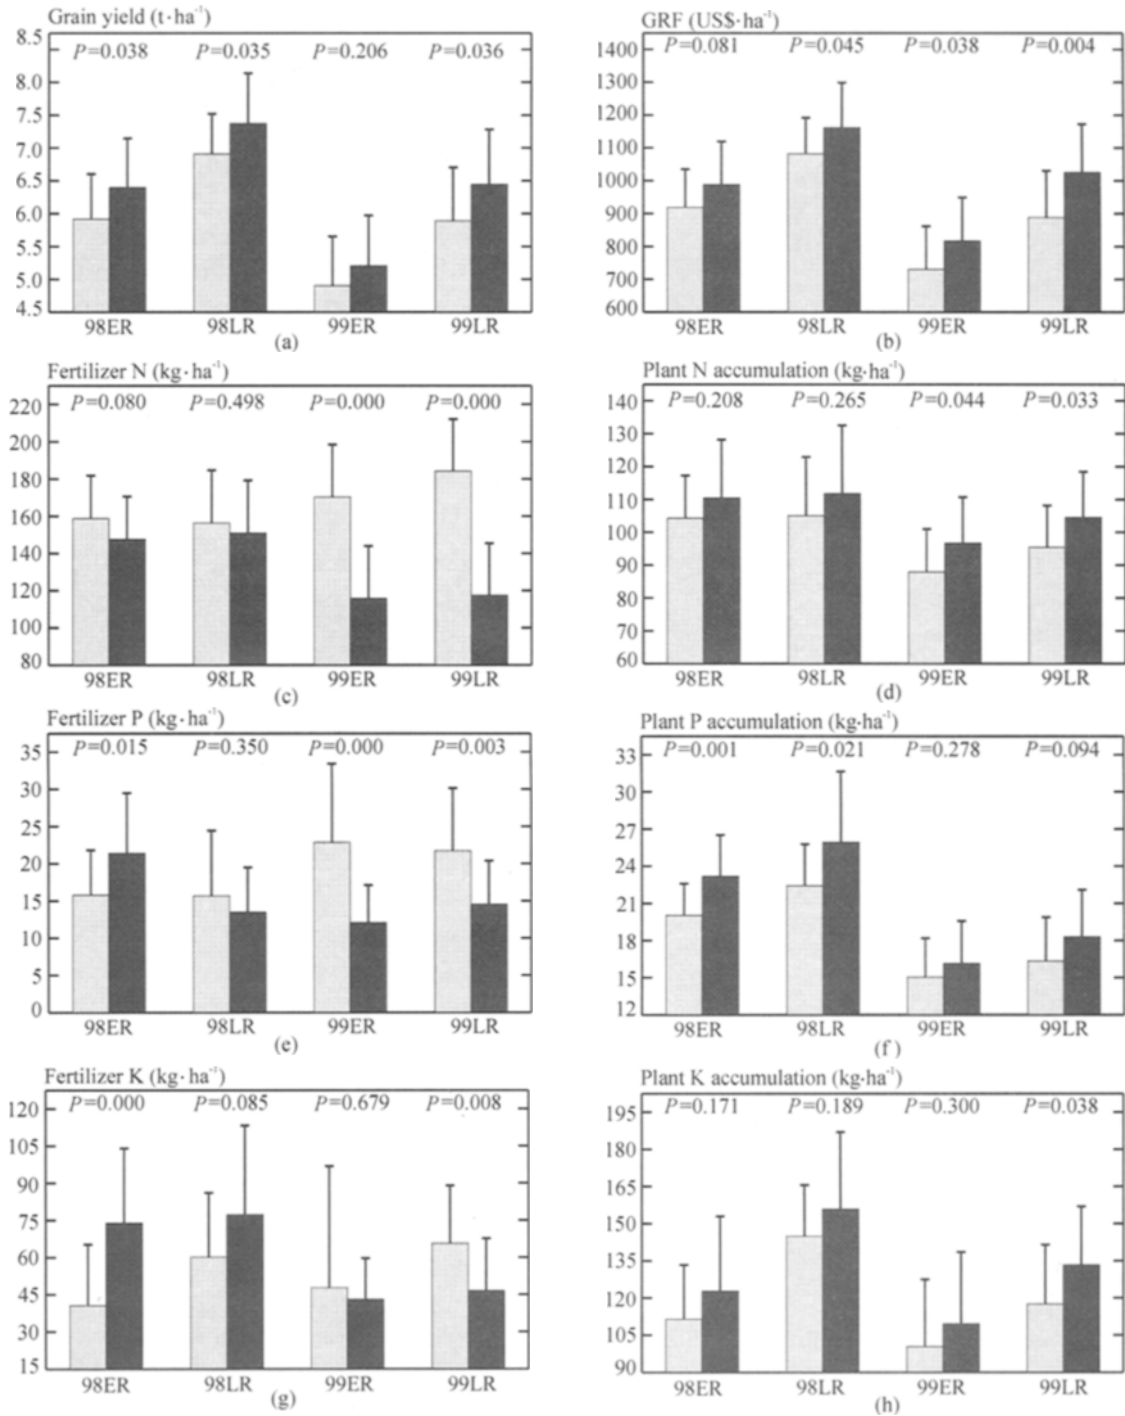 Grain yield (t·ha⁻¹)
P=0.038 P=0.035 P=0.206 P=0.036
8.5
8.0
7.5
7.0
6.5
6.0
5.5
5.0
4.5
98ER 98LR 99ER 99LR
(a)
GRF (US$·ha⁻¹)
P=0.081 P=0.045 P=0.038 P=0.004
1400
1300
1200
1100
1000
900
800
700
600
98ER 98LR 99ER 99LR
(b)
Fertilizer N (kg·ha⁻¹)
P=0.080 P=0.498 P=0.000 P=0.000
220
200
180
160
140
120
100
80
98ER 98LR 99ER 99LR
(c)
Plant N accumulation (kg·ha⁻¹)
P=0.208 P=0.265 P=0.044 P=0.033
140
130
120
110
100
90
80
70
60
98ER 98LR 99ER 99LR
(d)
Fertilizer P (kg·ha⁻¹)
P=0.015 P=0.350 P=0.000 P=0.003
35
30
25
20
15
10
5
0
98ER 98LR 99ER 99LR
(e)
Plant P accumulation (kg·ha⁻¹)
P=0.001 P=0.021 P=0.278 P=0.094
33
30
27
24
21
18
15
12
98ER 98LR 99ER 99LR
(f)
Fertilizer K (kg·ha⁻¹)
P=0.000 P=0.085 P=0.679 P=0.008
120
105
90
75
60
45
30
15
98ER 98LR 99ER 99LR
(g)
Plant K accumulation (kg·ha⁻¹)
P=0.171 P=0.189 P=0.300 P=0.038
195
180
165
150
135
120
105
90
98ER 98LR 99ER 99LR
(h)